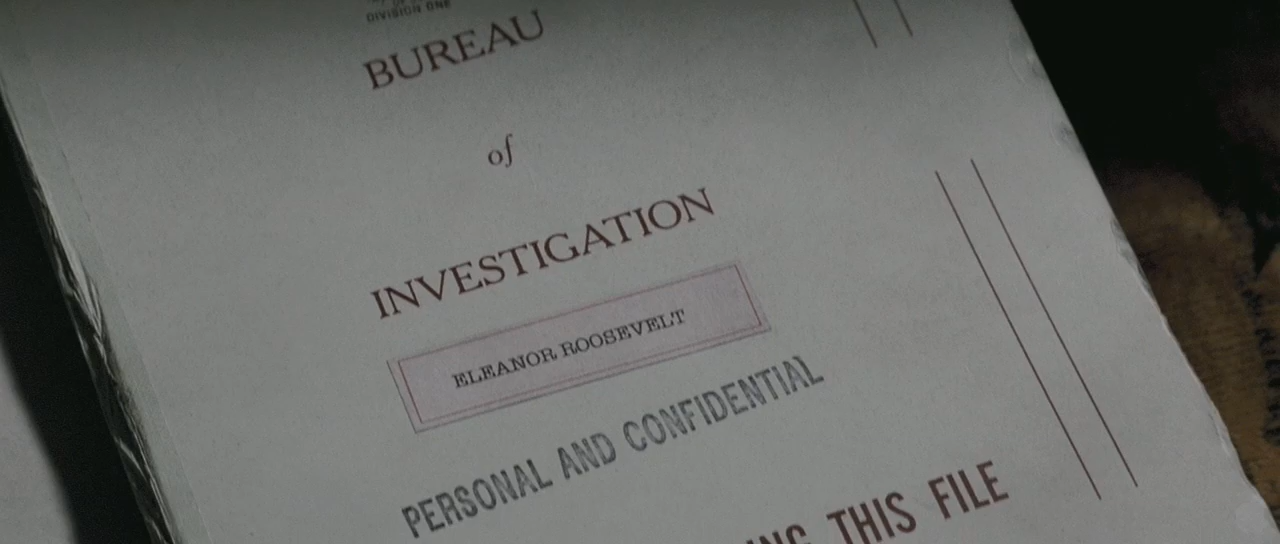 DIVISION ONE
BUREAU
of
INVESTIGATION
ELEANOR ROOSEVELT
PERSONAL AND CONFIDENTIAL
THIS FILE